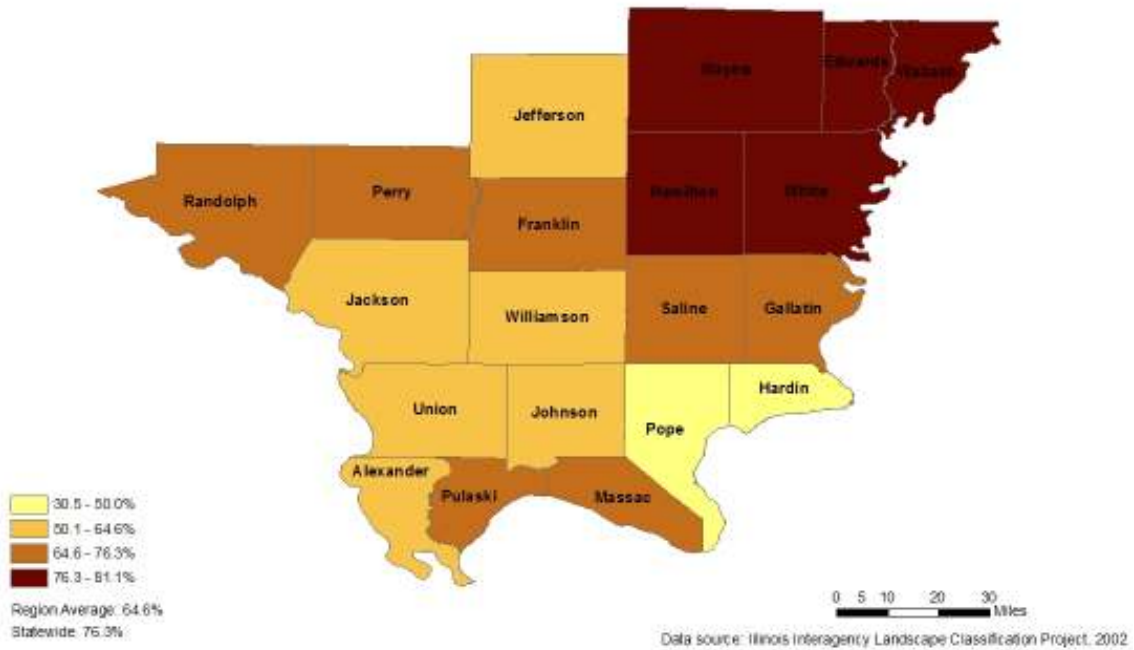 Wayne
Edwards
Wabash
Jefferson
Randolph
Perry
Franklin
Hamilton
White
Jackson
Williamson
Saline
Gallatin
Union
Johnson
Pope
Hardin
Alexander
Pulaski
Massac
30.5 - 50.0%
50.1 - 64.6%
64.6 - 76.3%
76.3 - 81.1%
Region Average: 64.6%
Statewide: 76.3%
0 5 10 20 30
Miles
Data source: Illinois Interagency Landscape Classification Project, 2002